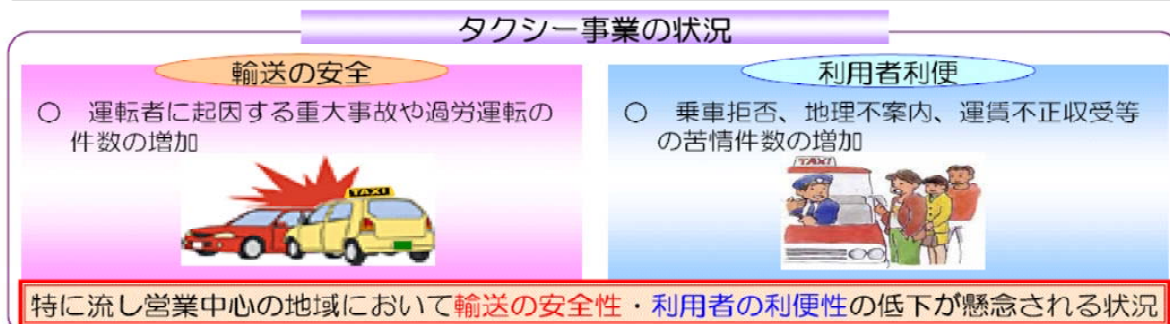 タクシー事業の状況
輸送の安全
○ 運転者に起因する重大事故や過労運転の
件数の増加
TAXI
利用者利便
○ 乗車拒否、地理不案内、運賃不正収受等
の苦情件数の増加
TAXI
特に流し営業中心の地域において輸送の安全性・利用者の利便性の低下が懸念される状況